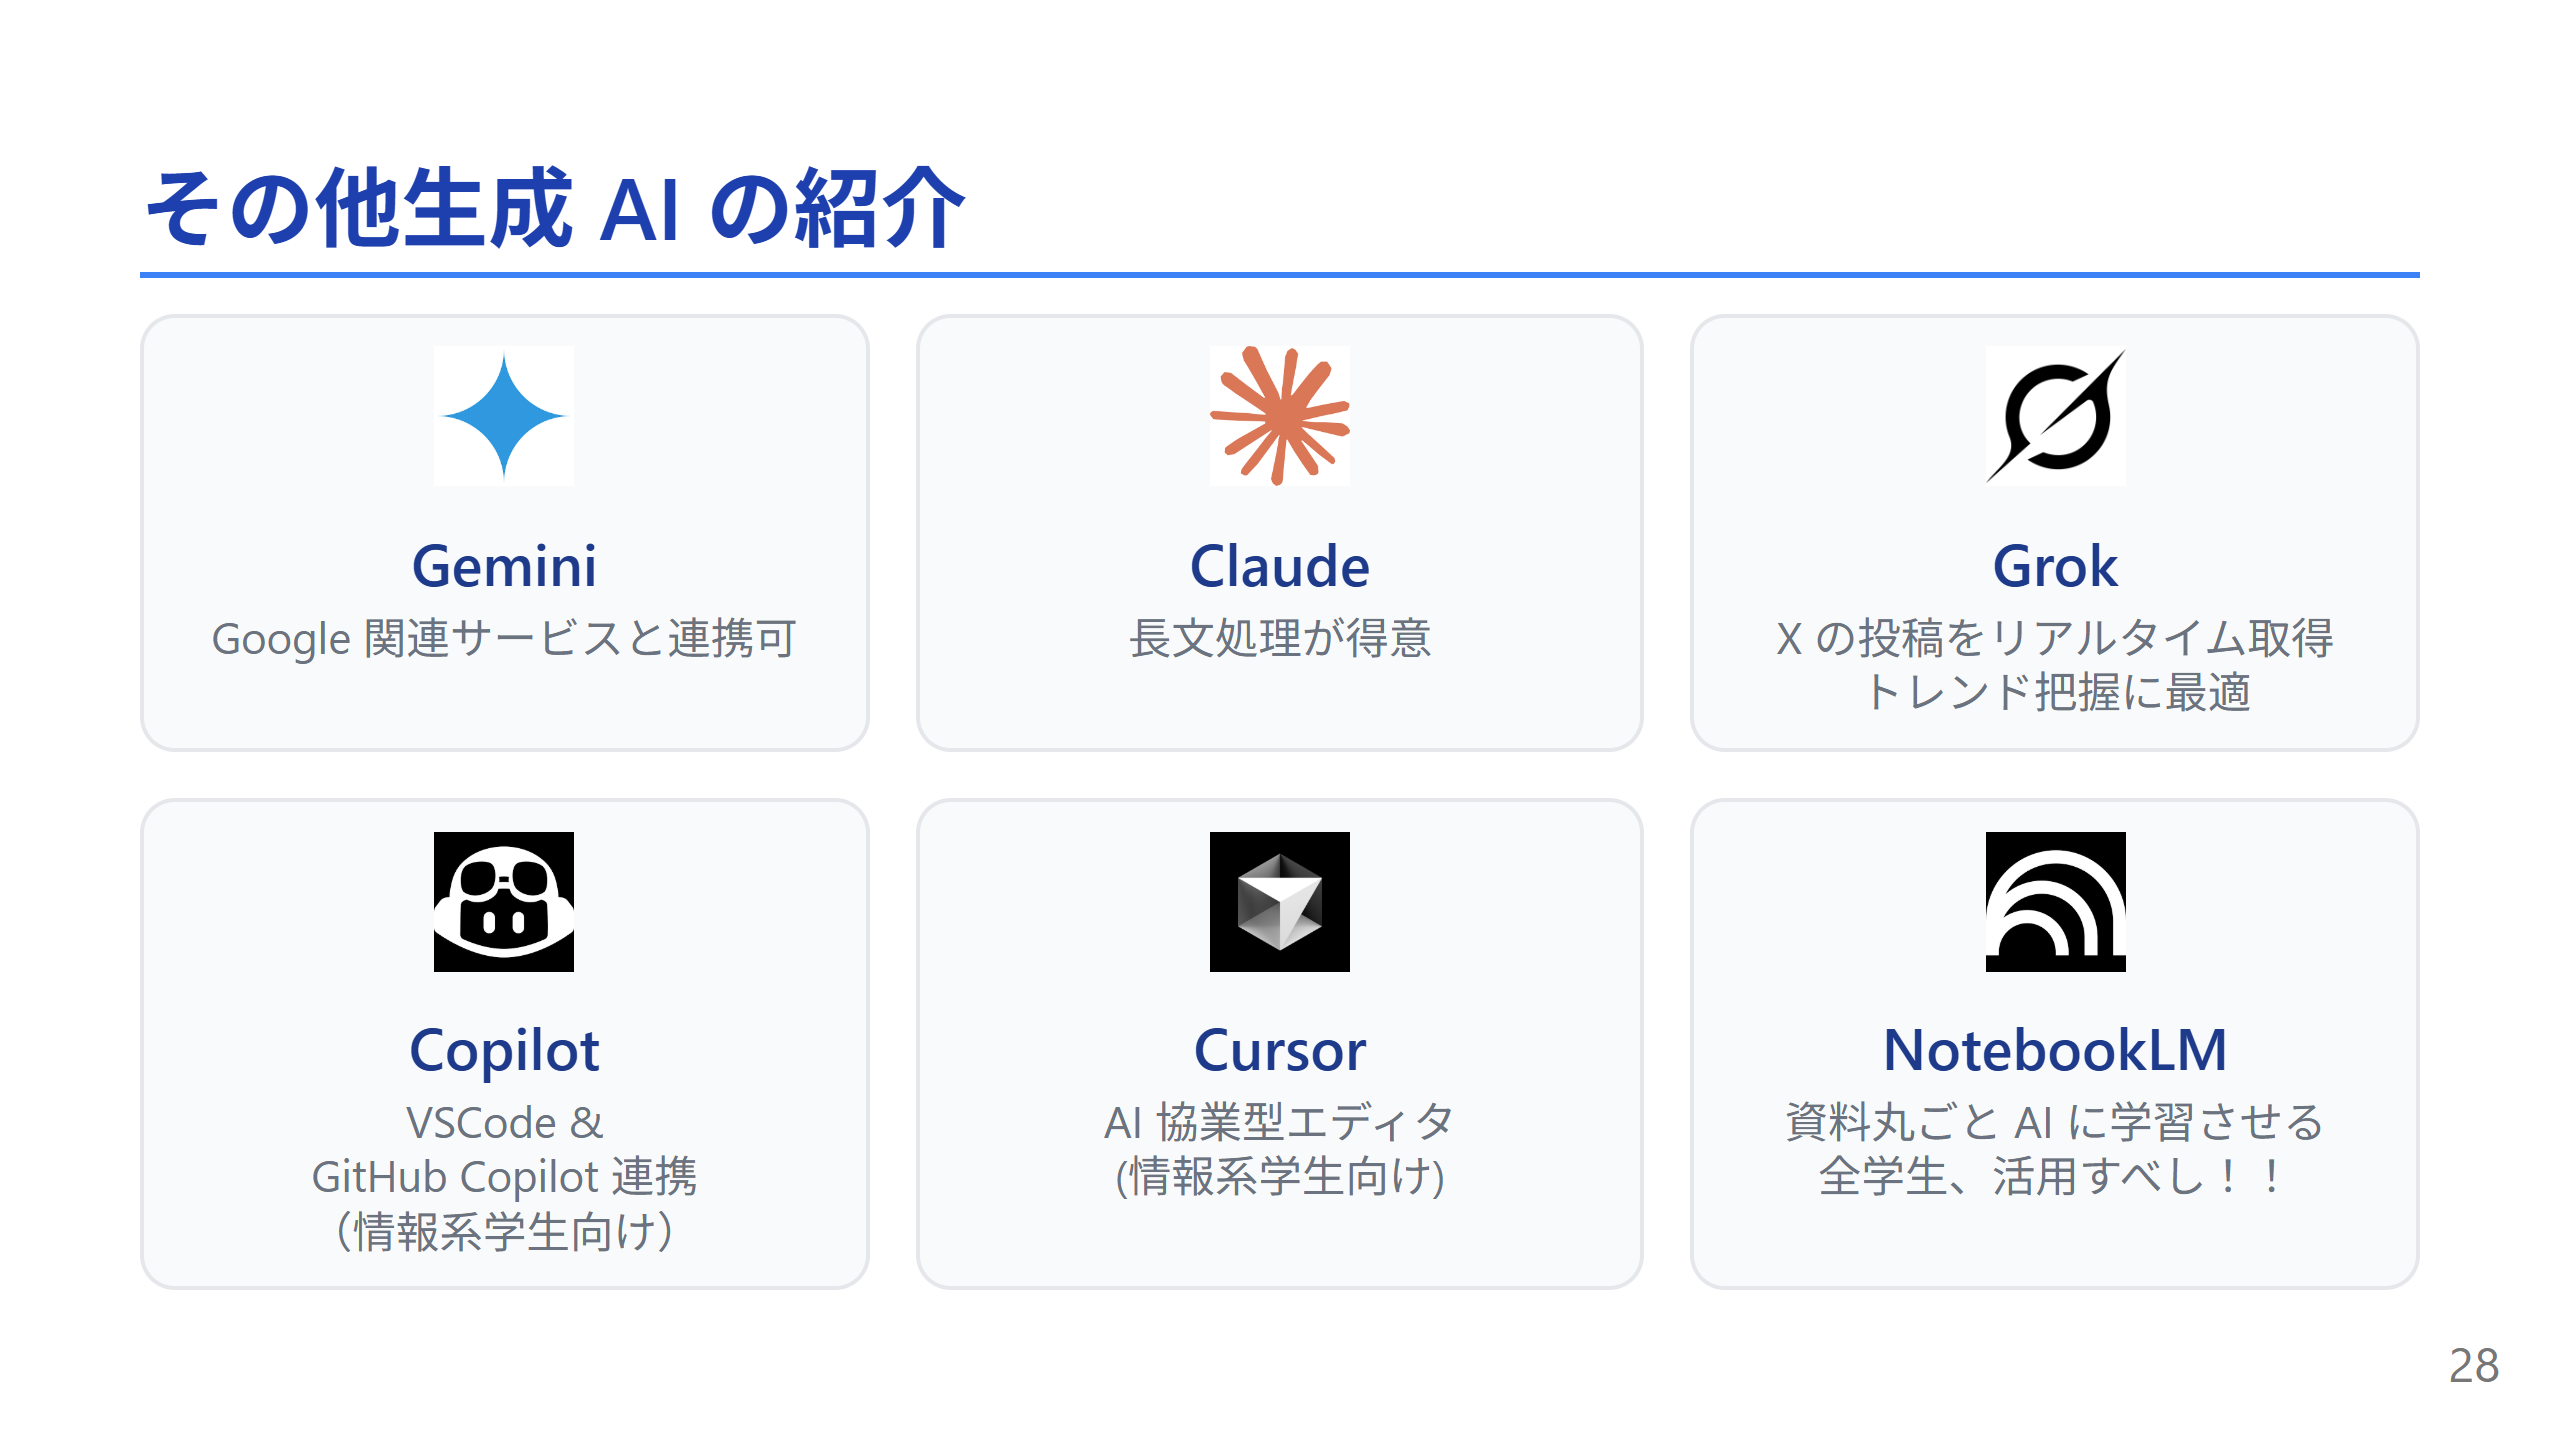 その他生成 AI の紹介
Gemini
Google 関連サービスと連携可
Claude
長文処理が得意
Grok
X の投稿をリアルタイム取得
トレンド把握に最適
Copilot
VSCode &
GitHub Copilot 連携
（情報系学生向け）
Cursor
AI 協業型エディタ
(情報系学生向け)
NotebookLM
資料丸ごと AI に学習させる
全学生、活用すべし！！
28